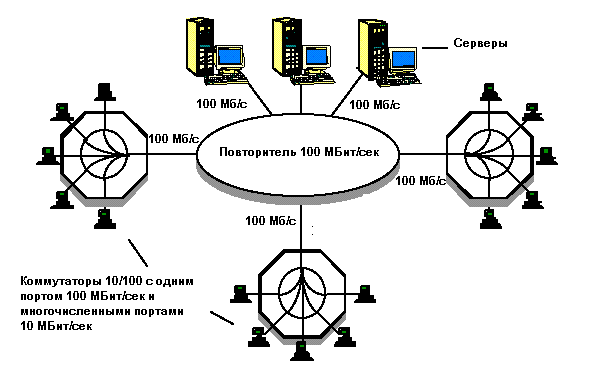 Серверы
100 Мб/с
100 Мб/с
100 Мб/с
Повторитель 100 МБит/сек
100 Мб/с
100 Мб/с
Коммутаторы 10/100 с одним
портом 100 МБит/сек и
многочисленными портами
10 МБит/сек